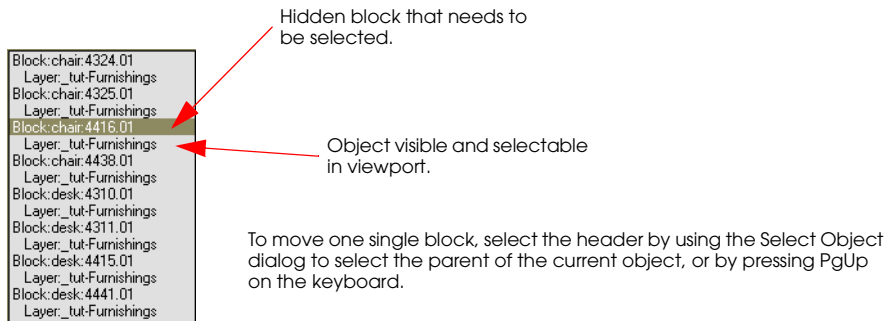 Hidden block that needs to
be selected.
Block:chair:4324.01
Layer:_tut-Furnishings
Block:chair:4325.01
Layer:_tut-Furnishings
Block:chair:4416.01
Layer:_tut-Furnishings
Block:chair:4438.01
Layer:_tut-Furnishings
Block:desk:4310.01
Layer:_tut-Furnishings
Block:desk:4311.01
Layer:_tut-Furnishings
Block:desk:4415.01
Layer:_tut-Furnishings
Block:desk:4441.01
Layer:_tut-Furnishings
Object visible and selectable
in viewport.
To move one single block, select the header by using the Select Object
dialog to select the parent of the current object, or by pressing PgUp
on the keyboard.